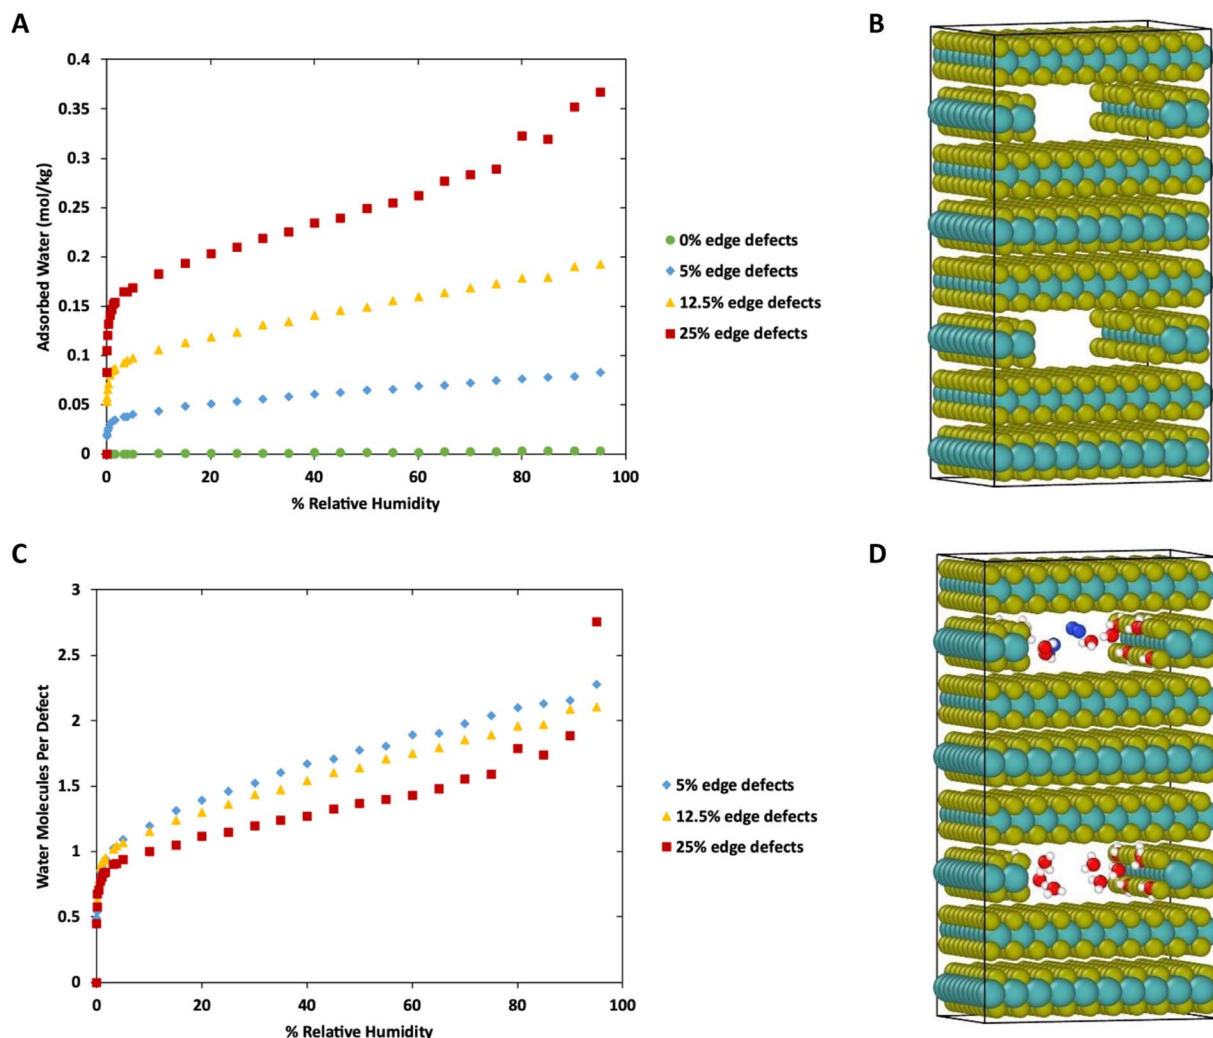 A
B
0.4
0.35
0.3
0.25
0.2
0.15
0.1
0.05
0
Adsorbed Water (mol/kg)
0
20
40
60
80
100
% Relative Humidity
0% edge defects
5% edge defects
12.5% edge defects
25% edge defects
C
D
3
2.5
2
1.5
1
0.5
0
Water Molecules Per Defect
0
20
40
60
80
100
% Relative Humidity
5% edge defects
12.5% edge defects
25% edge defects